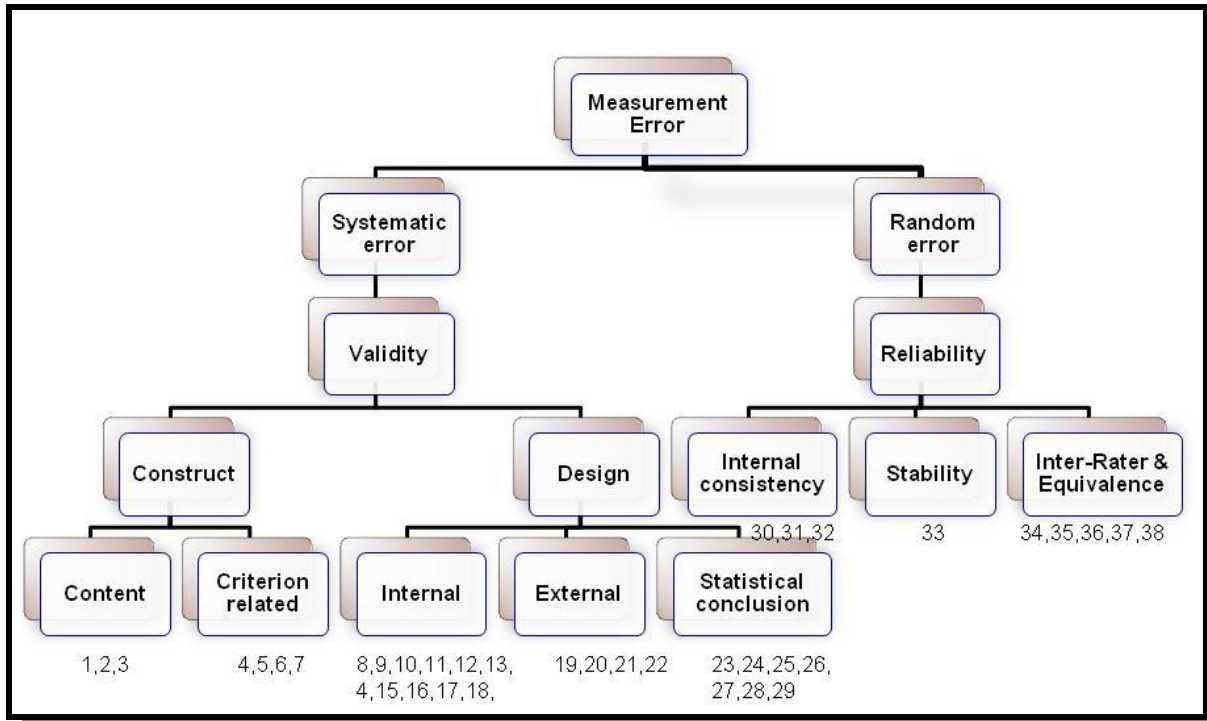 Measurement
Error
Systematic
error
Random
error
Validity
Reliability
Construct
Design
Internal
consistency
Stability
Inter-Rater &
Equivalence
30,31,32
33
34,35,36,37,38
Content
Criterion
related
Internal
External
Statistical
conclusion
1,2,3
4,5,6,7
8,9,10,11,12,13,
4,15,16,17,18,
19,20,21,22
23,24,25,26,
27,28,29